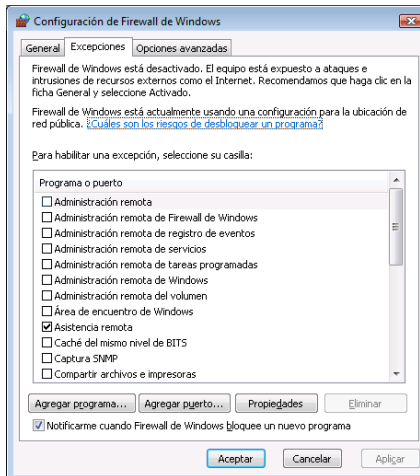 Configuración de Firewall de Windows
General Excepciones Opciones avanzadas
Firewall de Windows está desactivado. El equipo está expuesto a ataques e
intrusiones de recursos externos como el Internet. Recomendamos que haga clic en la
ficha General y seleccione Activado.
Firewall de Windows está actualmente usando una configuración para la ubicación de
red pública. ¿Cuáles son los riesgos de desbloquear un programa?
Para habilitar una excepción, seleccione su casilla:
Programa o puerto
Administración remota
Administración remota de Firewall de Windows
Administración remota de registro de eventos
Administración remota de servicios
Administración remota de tareas programadas
Administración remota de Windows
Administración remota del volumen
Área de encuentro de Windows
Asistencia remota
Caché del mismo nivel de BITS
Captura SNMP
Compartir archivos e impresoras
Agregar programa... Agregar puerto... Propiedades Eliminar
Notificarme cuando Firewall de Windows bloquee un nuevo programa
Aceptar Cancelar Aplicar